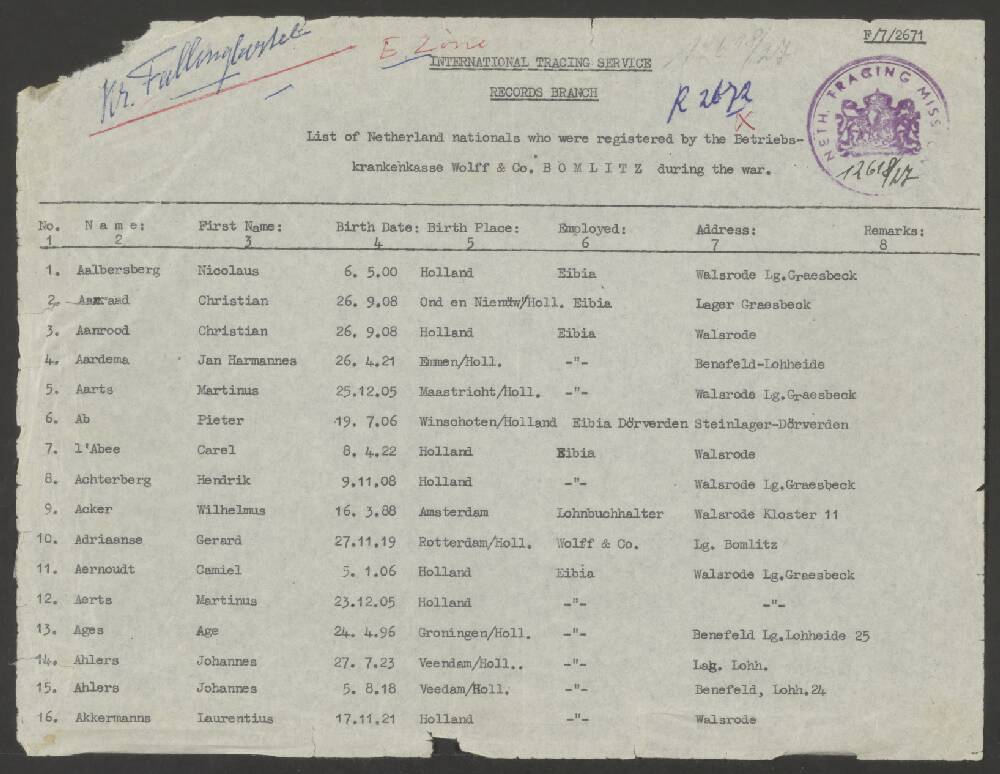 F/7/2671
Kr. Fallingbostel
E Zone
INTERNATIONAL TRACING SERVICE
RECORDS BRANCH
R 2672
X
NETH. TRACING MISS
12618/27
List of Netherland nationals who were registered by the Betriebs-
krankenkasse Wolff & Co. B O M L I T Z during the war.
No. N a m e: First Name: Birth Date: Birth Place: Employed: Address: Remarks:
1 2 3 4 5 6 7 8
1. Aalbersberg Nicolaus 6. 5.00 Holland Eibia Walsrode Lg.Graesbeck
2. Christian 26. 9.08 Ond en Holl. Eibia Lager Graesbeck
3. Aanrood Christian 26. 9.08 Holland Eibia Walsrode
4. Aardema Jan Harmannes 26. 4.21 Emmen/Holl. -"- Benefeld-Lohheide
5. Aarts Martinus 25.12.05 Maastricht/Holl. -"- Walsrode Lg.Graesbeck
6. Ab Pieter 19. 7.06 Winschoten/Holland Eibia Dörverden Steinlager-Dörverden
7. l'Abee Carel 8. 4.22 Holland Eibia Walsrode
8. Achterberg Hendrik 9.11.08 Holland -"- Walsrode Lg.Graesbeck
9. Acker Wilhelmus 16. 3.88 Amsterdam Lohnbuchhalter Walsrode Kloster 11
10. Adriaanse Gerard 27.11.19 Rotterdam/Holl. Wolff & Co. Lg. Bomlitz
11. Aernoudt Camiel 5. 1.06 Holland Eibia Walsrode Lg.Graesbeck
12. Aerts Martinus 23.12.05 Holland -"- -"-
13. Ages Age 24. 4.96 Groningen/Holl. -"- Benefeld Lg.Lohheide 25
14. Ahlers Johannes 27. 7.23 Veendam/Holl.. -"- Lag. Lohh.
15. Ahlers Johannes 5. 8.18 Veedam/Holl. -"- Benefeld, Lohh.24
16. Akkermanns Laurentius 17.11.21 Holland -"- Walsrode